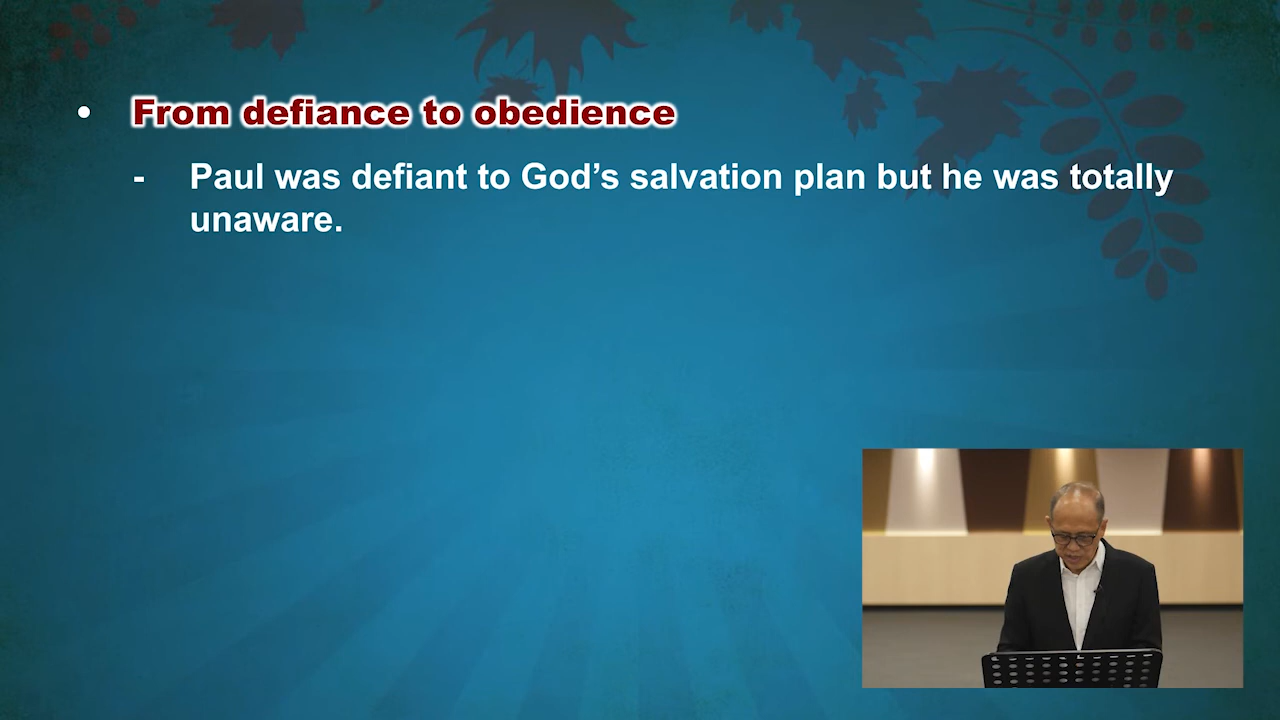 • From defiance to obedience
- Paul was defiant to God’s salvation plan but he was totally
unaware.